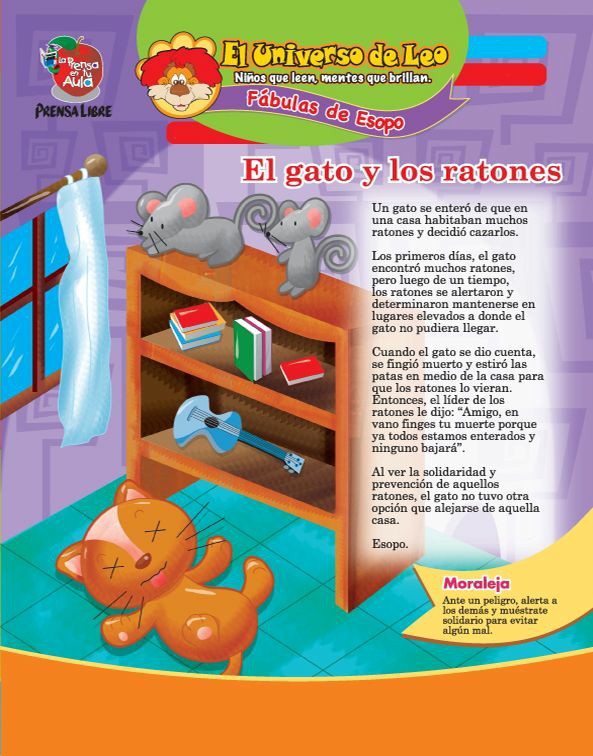 La Prensa
en tu
Aula
PRENSA LIBRE
El Universo de Leo
Niños que leen, mentes que brillan.
Fábulas de Esopo
El gato y los ratones
Un gato se enteró de que en
una casa habitaban muchos
ratones y decidió cazarlos.
Los primeros días, el gato
encontró muchos ratones,
pero luego de un tiempo,
los ratones se alertaron y
determinaron mantenerse en
lugares elevados a donde el
gato no pudiera llegar.
Cuando el gato se dio cuenta,
se fingió muerto y estiró las
patas en medio de la casa para
que los ratones lo vieran.
Entonces, el líder de los
ratones le dijo: “Amigo, en
vano finges tu muerte porque
ya todos estamos enterados y
ninguno bajará”.
Al ver la solidaridad y
prevención de aquellos
ratones, el gato no tuvo otra
opción que alejarse de aquella
casa.
Esopo.
Moraleja
Ante un peligro, alerta a
los demás y muéstrate
solidario para evitar
algún mal.